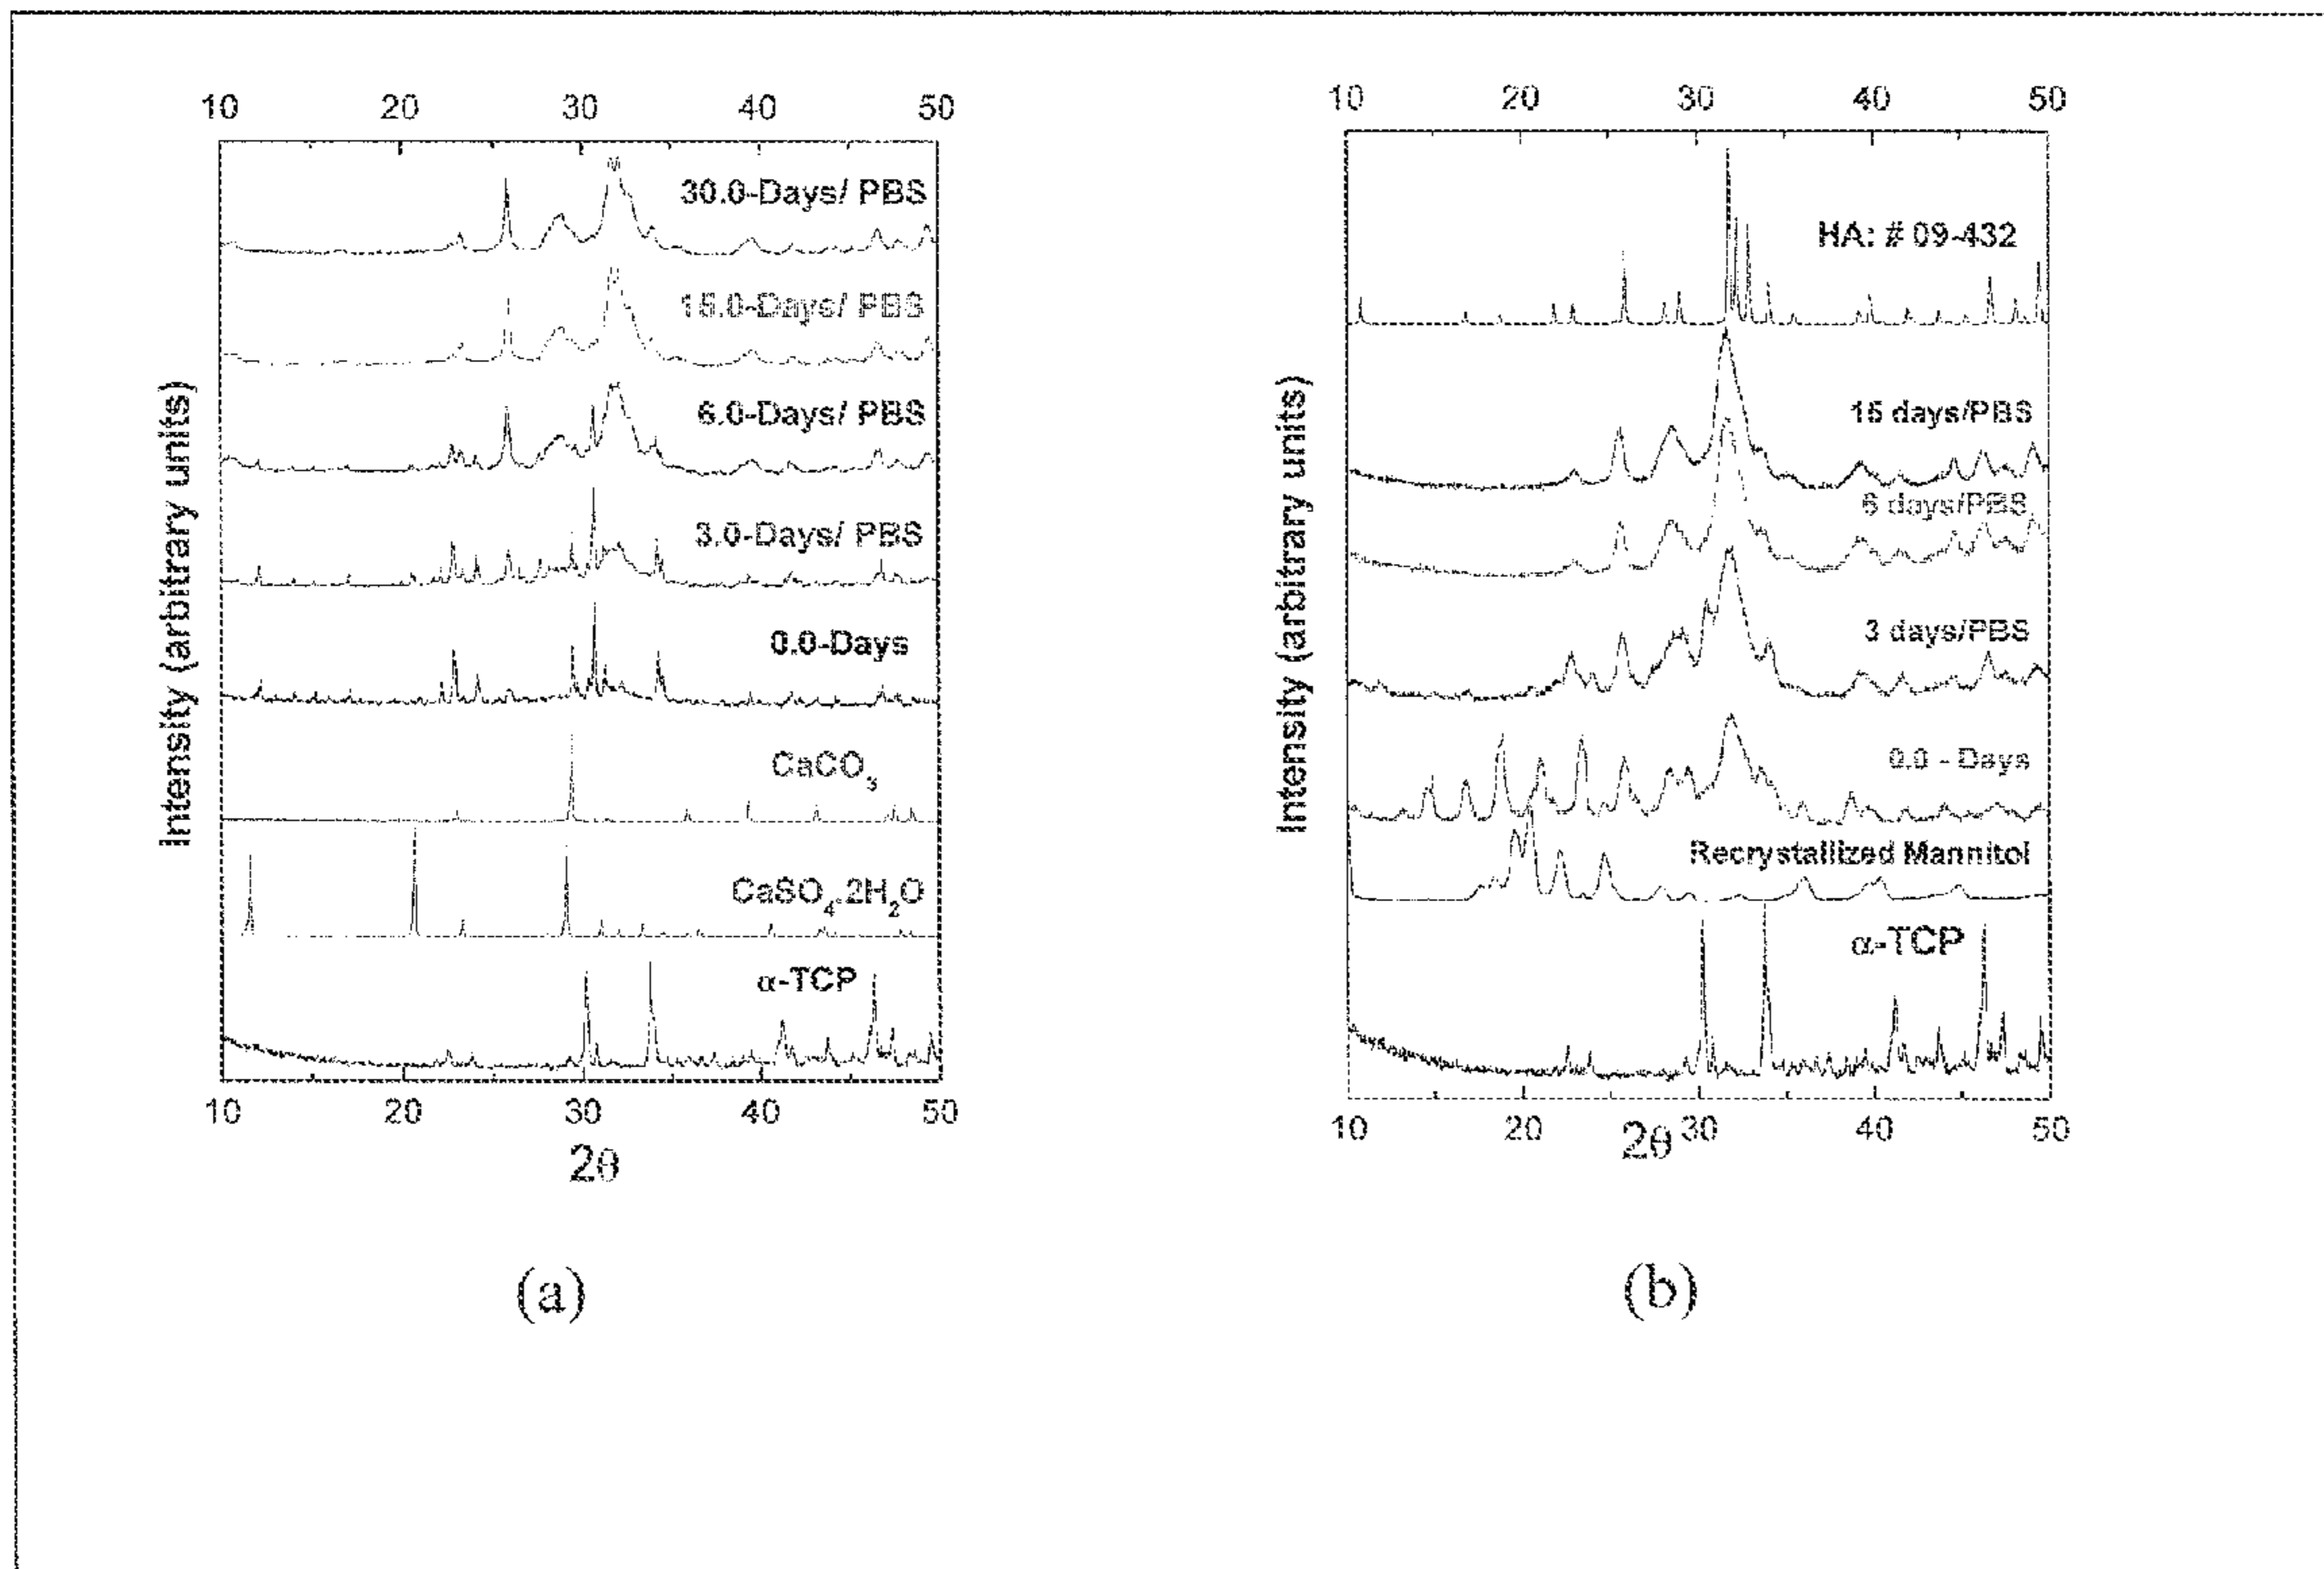 10 20 30 40 50
30.0-Days/ PBS
15.0-Days/ PBS
6.0-Days/ PBS
3.0-Days/ PBS
0.0-Days
CaCO₃
CaSO₄.2H₂O
α-TCP
Intensity (arbitrary units)
10 20 30 40 50
2θ
(a)
10 20 30 40 50
HA: # 09-432
15 days/PBS
6 days/PBS
3 days/PBS
0.0 - Days
Recrystallized Mannitol
α-TCP
Intensity (arbitrary units)
10 20 30 40 50
2θ
(b)